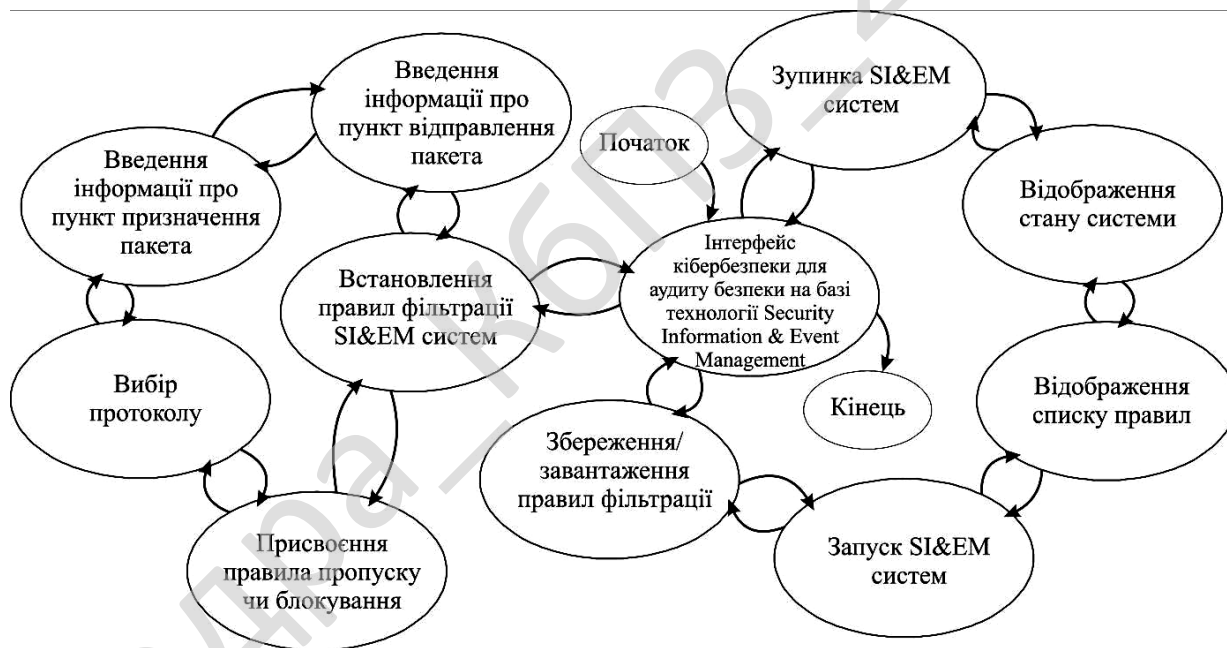 Введення
інформації про
пункт відправлення
пакета
Зупинка SI&EM
систем
Початок
Введення
інформації про
пункт призначення
пакета
Відображення
стану системи
Інтерфейс
кібербезпеки для
аудиту безпеки на базі
технології Security
Information & Event
Management
Встановлення
правил фільтрації
SI&EM систем
Вибір
протоколу
Кінець
Відображення
списку правил
Збереження/
завантаження
правил фільтрації
Присвоєння
правила пропуску
чи блокування
Запуск SI&EM
систем
дра_КбПЗ_